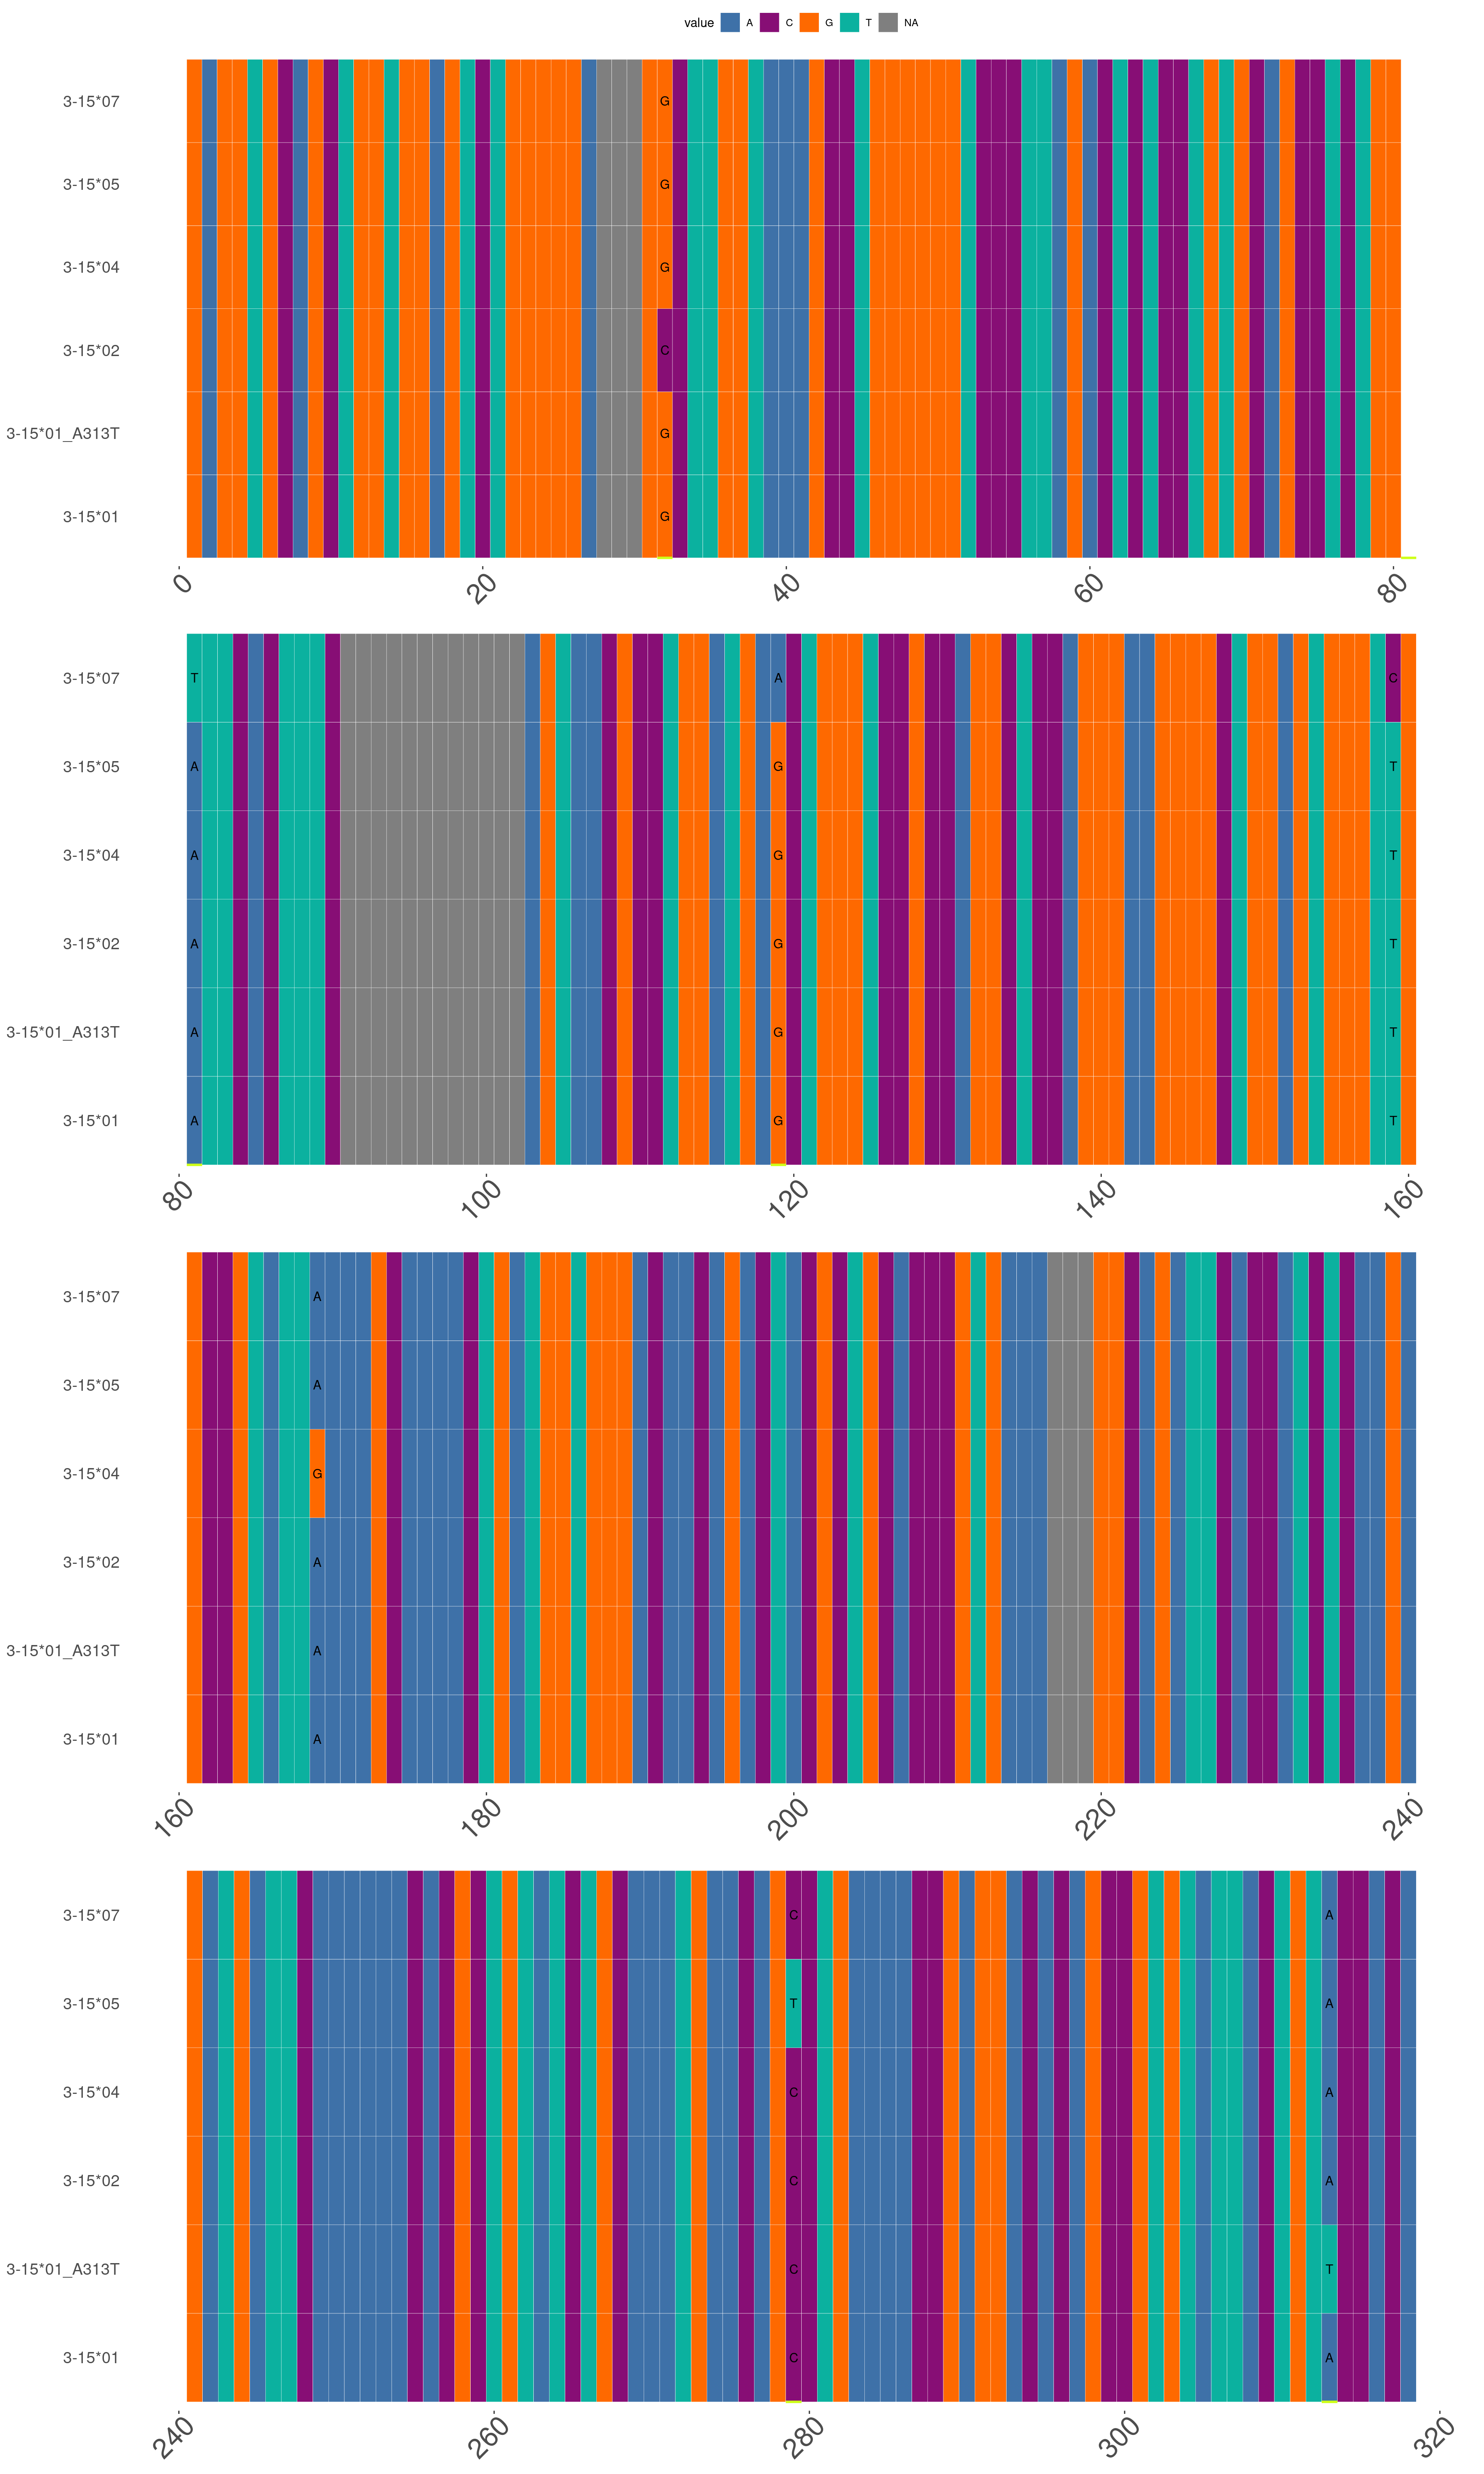 value A C G T NA
3-15*07 G
3-15*05 G
3-15*04 G
3-15*02 C
3-15*01_A313T G
3-15*01 G
0 20 40 60 80
3-15*07 T A C
3-15*05 A G T
3-15*04 A G T
3-15*02 A G T
3-15*01_A313T A G T
3-15*01 A G T
80 100 120 140 160
3-15*07 A
3-15*05 A
3-15*04 G
3-15*02 A
3-15*01_A313T A
3-15*01 A
160 180 200 220 240
3-15*07 C A
3-15*05 T A
3-15*04 C A
3-15*02 C A
3-15*01_A313T C T
3-15*01 C A
240 260 280 300 320